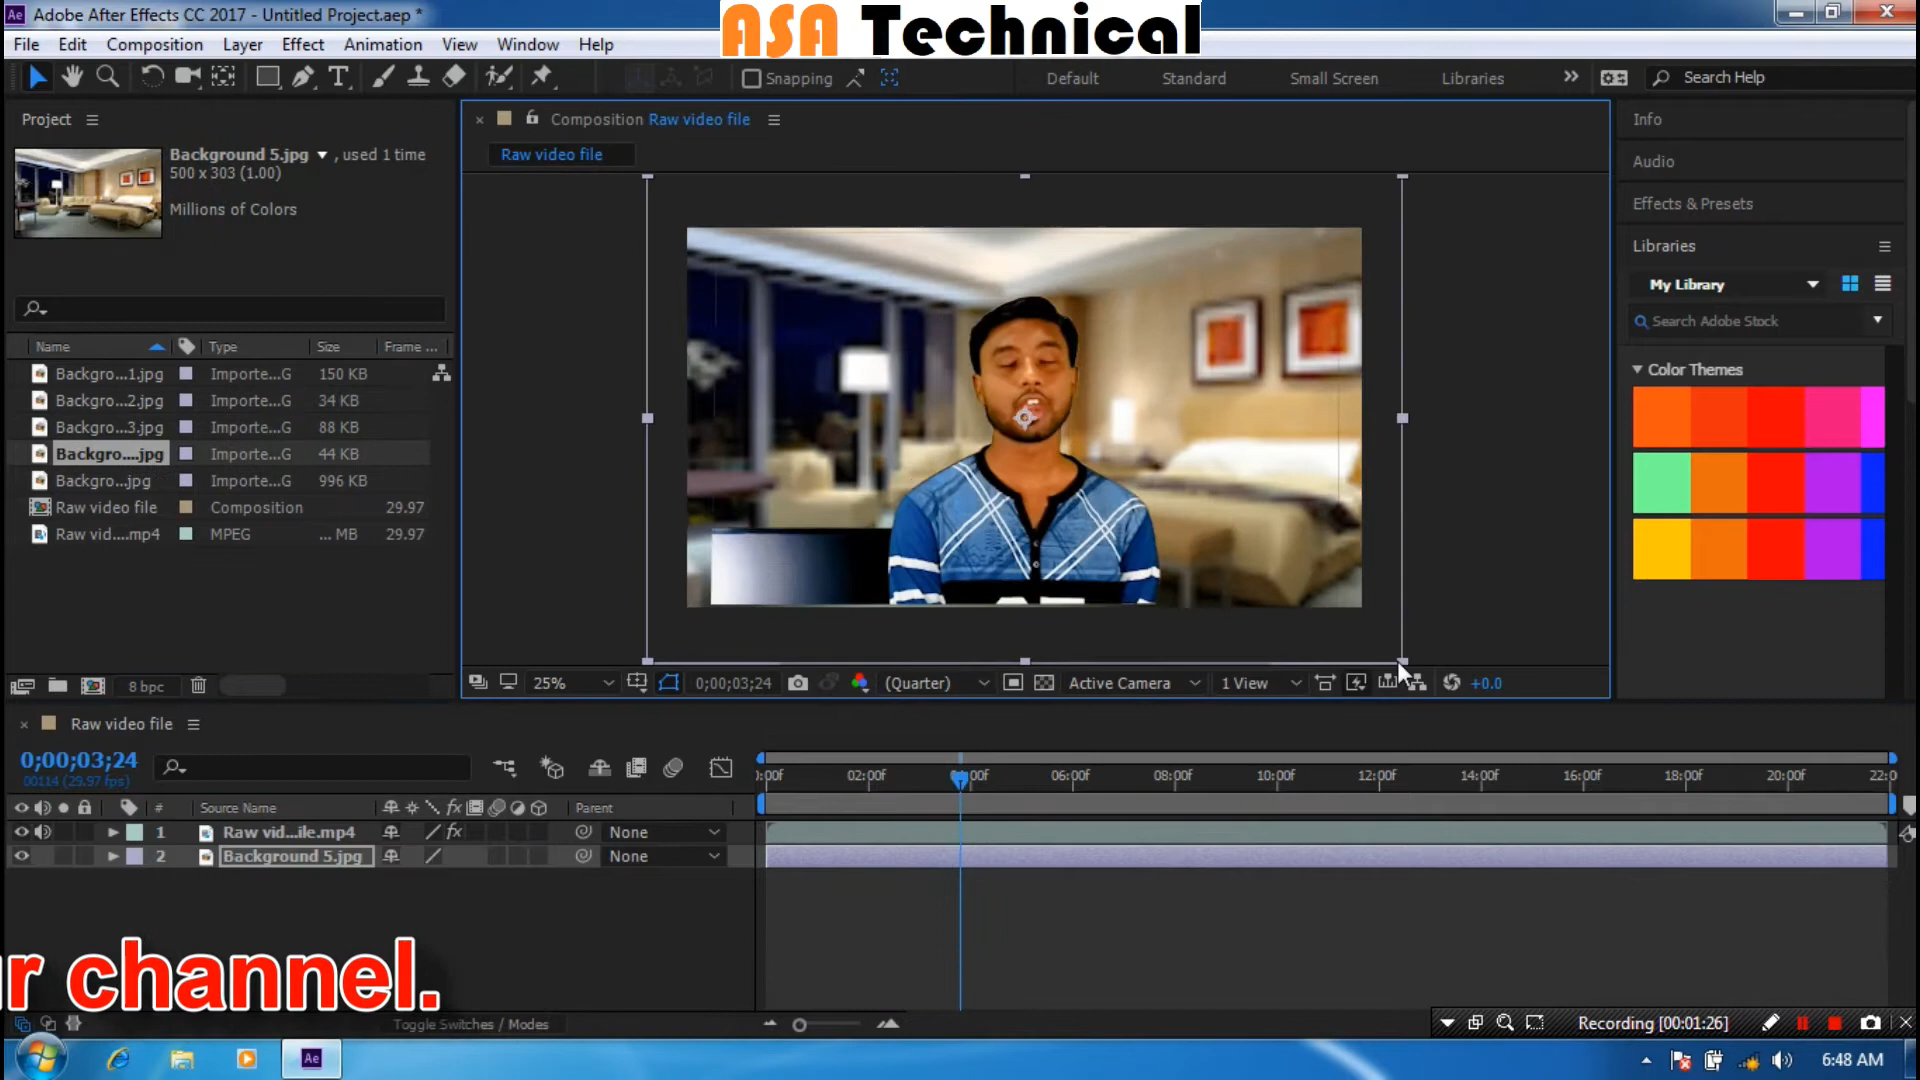 Adobe After Effects CC 2017 - Untitled Project.aep *
ASA Technical
File Edit Composition Layer Effect Animation View Window Help
Snapping
Default Standard Small Screen Libraries
Search Help
Project
Background 5.jpg , used 1 time
500 x 303 (1.00)
Millions of Colors
Name Type Size Frame ...
Backgro...1.jpg Importe...G 150 KB
Backgro...2.jpg Importe...G 34 KB
Backgro...3.jpg Importe...G 88 KB
Backgro....jpg Importe...G 44 KB
Backgro...jpg Importe...G 996 KB
Raw video file Composition 29.97
Raw vid....mp4 MPEG ... MB 29.97
8 bpc
Composition Raw video file
Raw video file
25% 0;00;03;24 (Quarter) Active Camera 1 View +0.0
Info
Audio
Effects & Presets
Libraries
My Library
Search Adobe Stock
Color Themes
Raw video file
0;00;03;24
00114 (29.97 fps)
:00f 02:00f 04:00f 06:00f 08:00f 10:00f 12:00f 14:00f 16:00f 18:00f 20:00f 22:0
# Source Name fx Parent
1 Raw vid...ile.mp4 fx None
2 Background 5.jpg None
ur channel.
Toggle Switches / Modes
Recording [00:01:26]
Ae
6:48 AM